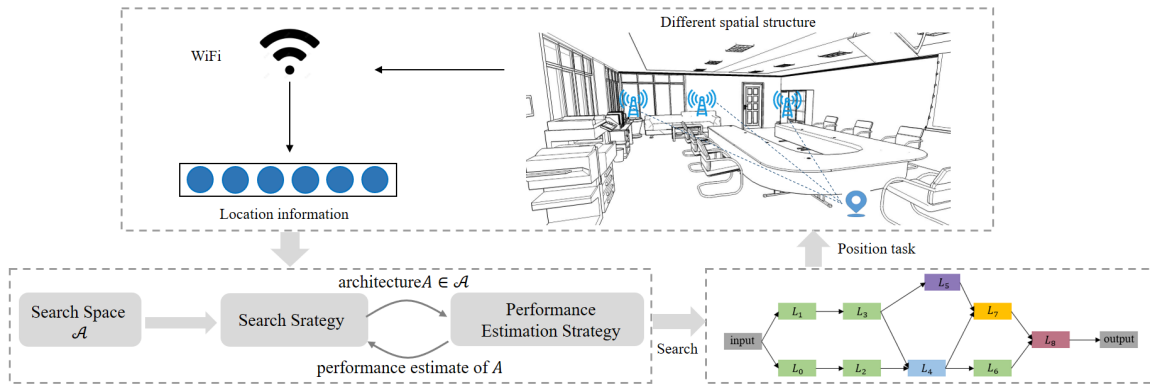 Different spatial structure
WiFi
Location information
Position task
Search Space
𝒜
Search Srategy
architecture A ∈ 𝒜
performance estimate of A
Performance
Estimation Strategy
Search
input
L₁
L₃
L₅
L₇
L₀
L₂
L₄
L₆
L₈
output